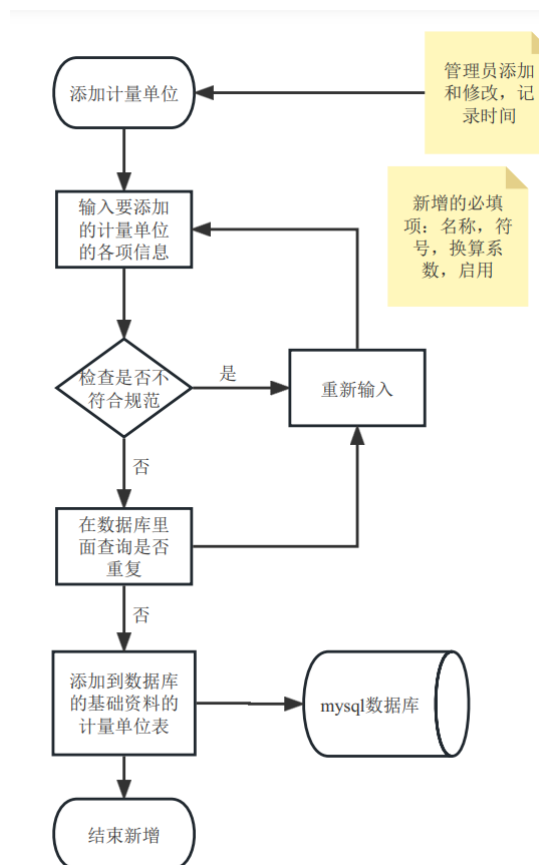 添加计量单位
管理员添加
和修改，记
录时间
输入要添加
的计量单位
的各项信息
新增的必填
项：名称，符
号，换算系
数，启用
检查是否不
符合规范
是
重新输入
否
在数据库里
面查询是否
重复
否
添加到数据库
的基础资料的
计量单位表
mysql数据库
结束新增